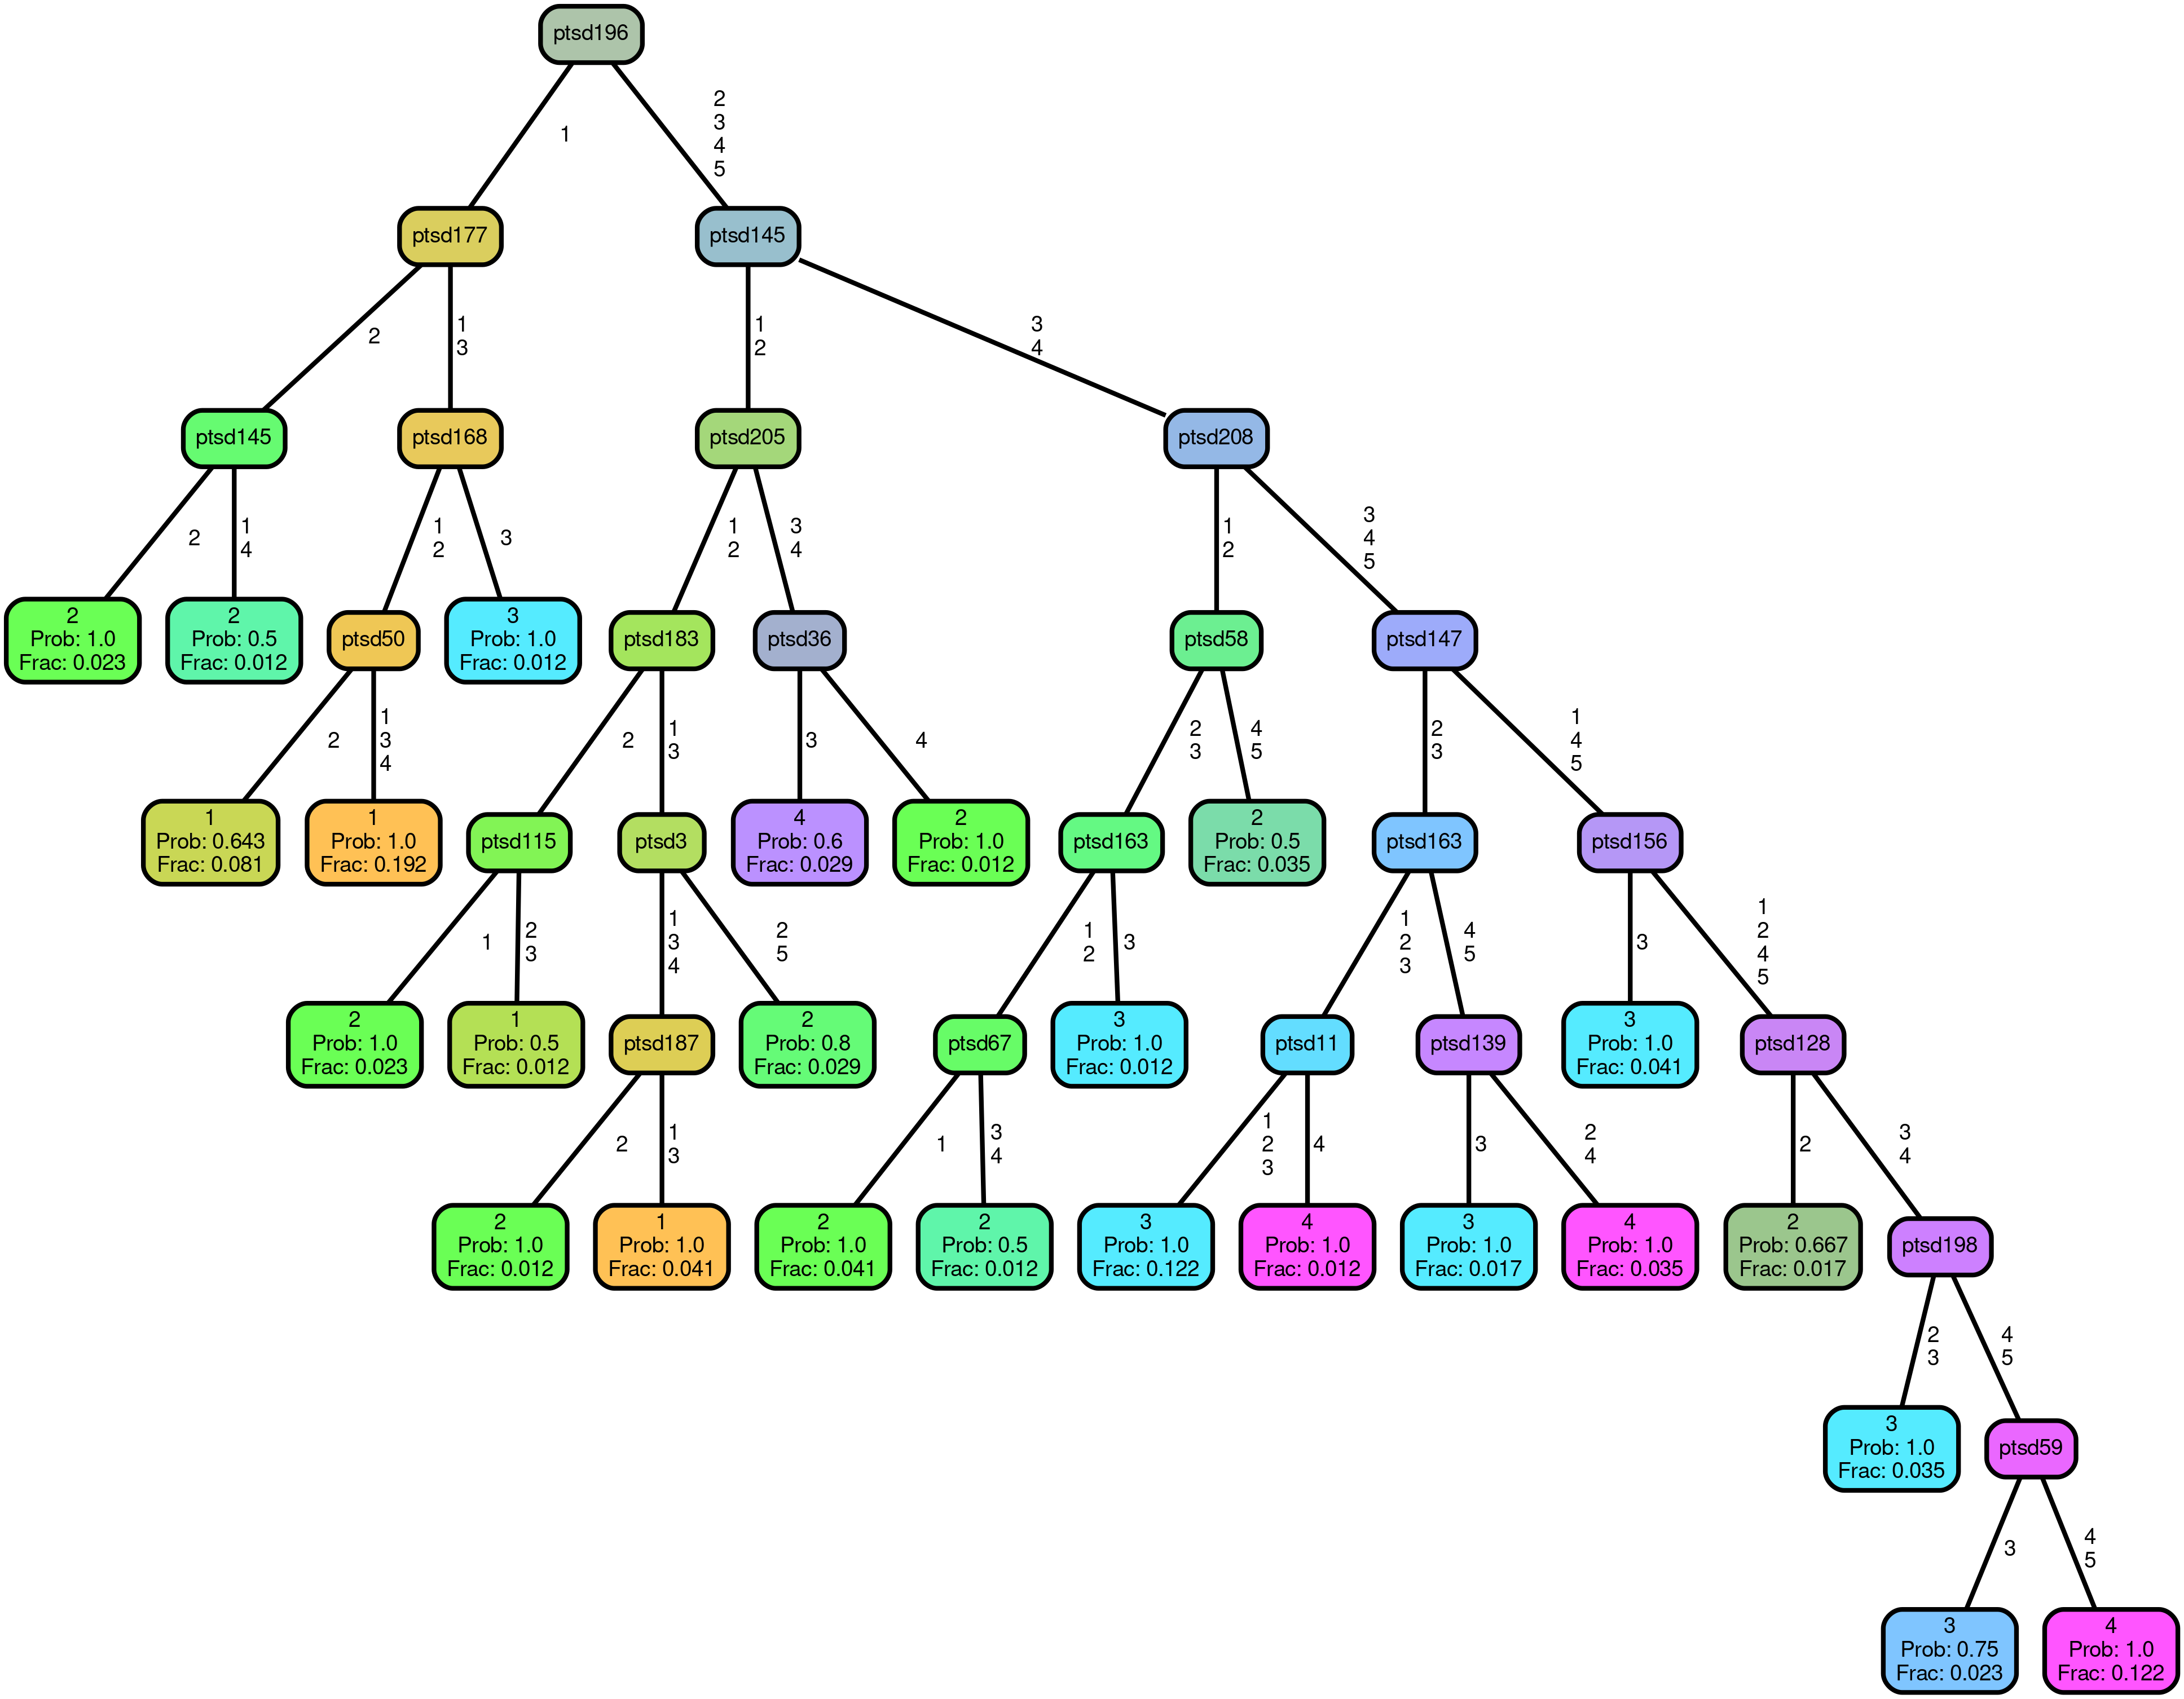 ptsd196
1
2
3
4
5
ptsd177
ptsd145
2
1
3
1
2
3
4
ptsd145
ptsd168
ptsd205
ptsd208
2
1
4
1
2
3
1
2
3
4
1
2
3
4
5
2
Prob: 1.0
Frac: 0.023
2
Prob: 0.5
Frac: 0.012
ptsd50
3
Prob: 1.0
Frac: 0.012
ptsd183
ptsd36
ptsd58
ptsd147
2
1
3
4
2
1
3
3
4
2
3
4
5
2
3
1
4
5
1
Prob: 0.643
Frac: 0.081
1
Prob: 1.0
Frac: 0.192
ptsd115
ptsd3
4
Prob: 0.6
Frac: 0.029
2
Prob: 1.0
Frac: 0.012
ptsd163
2
Prob: 0.5
Frac: 0.035
ptsd163
ptsd156
1
2
3
1
3
4
2
5
1
2
3
1
2
3
4
5
3
1
2
4
5
2
Prob: 1.0
Frac: 0.023
1
Prob: 0.5
Frac: 0.012
ptsd187
2
Prob: 0.8
Frac: 0.029
ptsd67
3
Prob: 1.0
Frac: 0.012
ptsd11
ptsd139
3
Prob: 1.0
Frac: 0.041
ptsd128
2
1
3
1
3
4
1
2
3
4
3
2
4
2
3
4
2
Prob: 1.0
Frac: 0.012
1
Prob: 1.0
Frac: 0.041
2
Prob: 1.0
Frac: 0.041
2
Prob: 0.5
Frac: 0.012
3
Prob: 1.0
Frac: 0.122
4
Prob: 1.0
Frac: 0.012
3
Prob: 1.0
Frac: 0.017
4
Prob: 1.0
Frac: 0.035
2
Prob: 0.667
Frac: 0.017
ptsd198
2
3
4
5
3
Prob: 1.0
Frac: 0.035
ptsd59
3
4
5
3
Prob: 0.75
Frac: 0.023
4
Prob: 1.0
Frac: 0.122